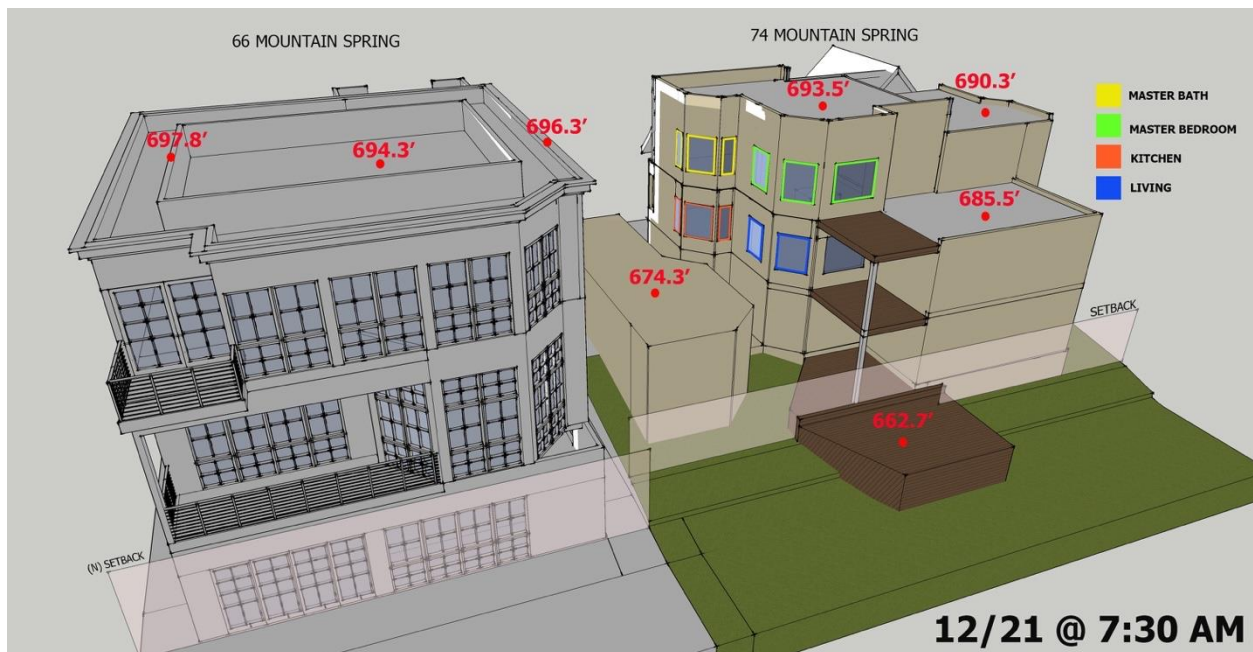 66 MOUNTAIN SPRING
74 MOUNTAIN SPRING
697.8’
694.3’
696.3’
693.5’
690.3’
685.5’
674.3’
662.7’
MASTER BATH
MASTER BEDROOM
KITCHEN
LIVING
SETBACK
(N) SETBACK
12/21 @ 7:30 AM